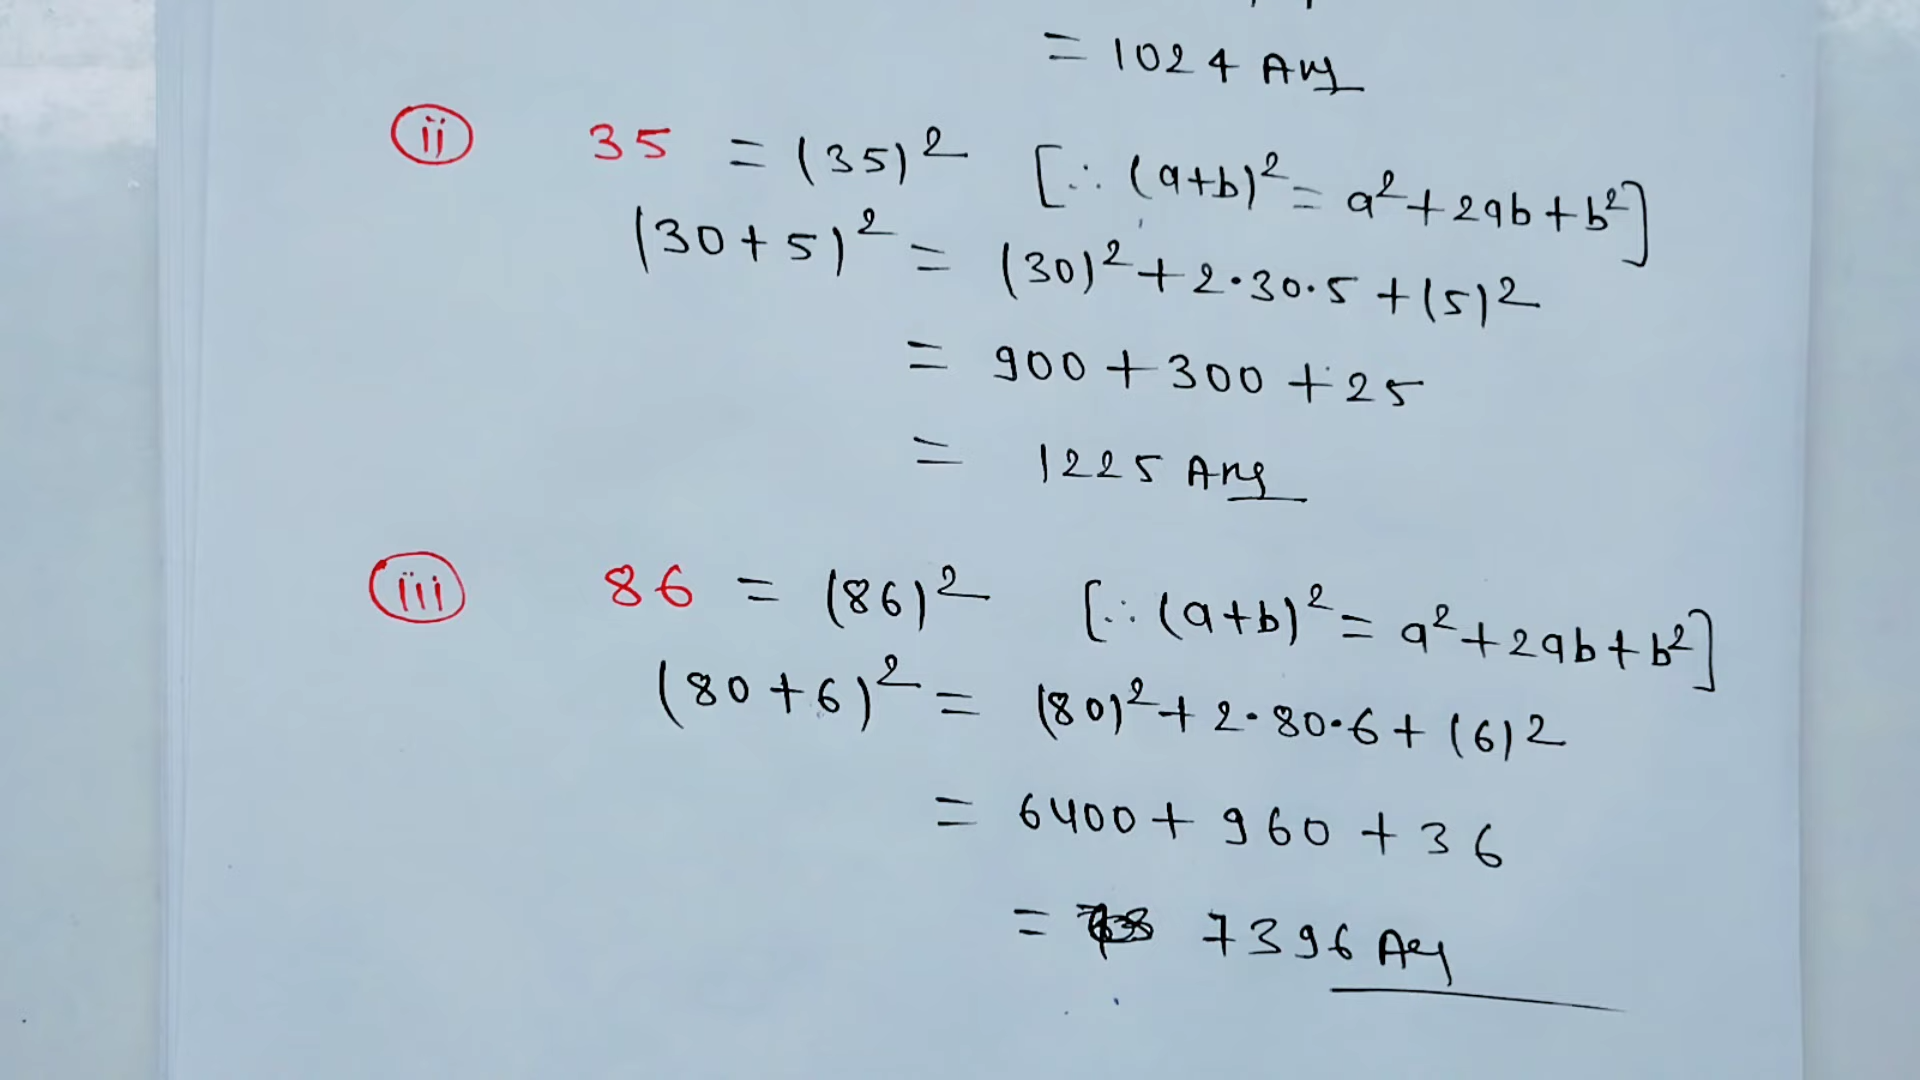 = 1024 Ans
(ii) 35 = (35)² [∴ (a+b)² = a²+2ab+b²]
(30+5)² = (30)²+2·30·5+(5)²
= 900+300+25
= 1225 Ans
(iii) 86 = (86)² [∴ (a+b)² = a²+2ab+b²]
(80+6)² = (80)²+2·80·6+(6)²
= 6400+960+36
= 7396 Ans